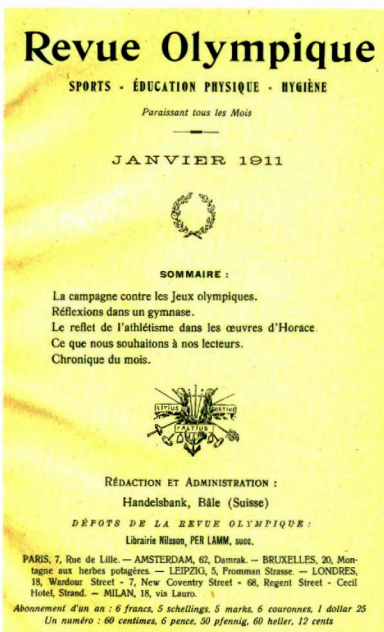 Revue Olympique
SPORTS - ÉDUCATION PHYSIQUE - HYGIÈNE
Paraissant tous les Mois
JANVIER 1911
SOMMAIRE :
La campagne contre les Jeux olympiques.
Réflexions dans un gymnase.
Le reflet de l'athlétisme dans les œuvres d'Horace
Ce que nous souhaitons à nos lecteurs.
Chronique du mois.
CITIUS FORTIUS
ALTIUS
RÉDACTION ET ADMINISTRATION :
Handelsbank, Bâle (Suisse)
DÉPOTS DE LA REVUE OLYMPIQUE :
Librairie Nilsson, PER LAMM, succ.
PARIS, 7, Rue de Lille. — AMSTERDAM, 62, Damrak. — BRUXELLES, 20, Mon-
tagne aux herbes potagères. — LEIPZIG, 5, Fromman Strasse. — LONDRES,
18, Wardour Street - 7, New Coventry Street - 68, Regent Street - Cecil
Hotel, Strand. — MILAN, 18, via Lauro.
Abonnement d'un an : 6 francs, 5 schellings, 5 marks, 6 couronnes, 1 dollar 25
Un numéro : 60 centimes, 6 pence, 50 pfennig, 60 heller, 12 cents